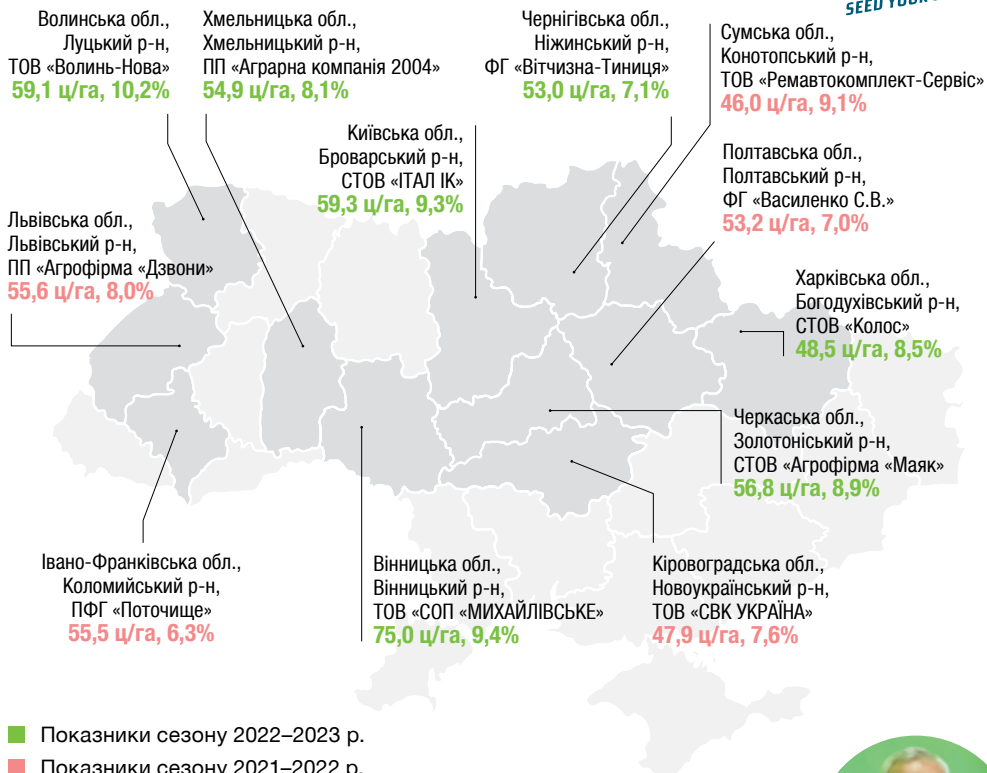 SEED YOUR
Волинська обл.,
Луцький р-н,
ТОВ «Волинь-Нова»
59,1 ц/га, 10,2%
Хмельницька обл.,
Хмельницький р-н,
ПП «Аграрна компанія 2004»
54,9 ц/га, 8,1%
Чернігівська обл.,
Ніжинський р-н,
ФГ «Вітчизна-Тиниця»
53,0 ц/га, 7,1%
Сумська обл.,
Конотопський р-н,
ТОВ «Ремавтокомплект-Сервіс»
46,0 ц/га, 9,1%
Київська обл.,
Броварський р-н,
СТОВ «ІТАЛ ІК»
59,3 ц/га, 9,3%
Полтавська обл.,
Полтавський р-н,
ФГ «Василенко С.В.»
53,2 ц/га, 7,0%
Львівська обл.,
Львівський р-н,
ПП «Агрофірма «Дзвони»
55,6 ц/га, 8,0%
Харківська обл.,
Богодухівський р-н,
СТОВ «Колос»
48,5 ц/га, 8,5%
Черкаська обл.,
Золотоніський р-н,
СТОВ «Агрофірма «Маяк»
56,8 ц/га, 8,9%
Івано-Франківська обл.,
Коломийський р-н,
ПФГ «Поточище»
55,5 ц/га, 6,3%
Вінницька обл.,
Вінницький р-н,
ТОВ «СОП «МИХАЙЛІВСЬКЕ»
75,0 ц/га, 9,4%
Кіровоградська обл.,
Новоукраїнський р-н,
ТОВ «СВК УКРАЇНА»
47,9 ц/га, 7,6%
Показники сезону 2022–2023 р.
Показники сезону 2021–2022 р.